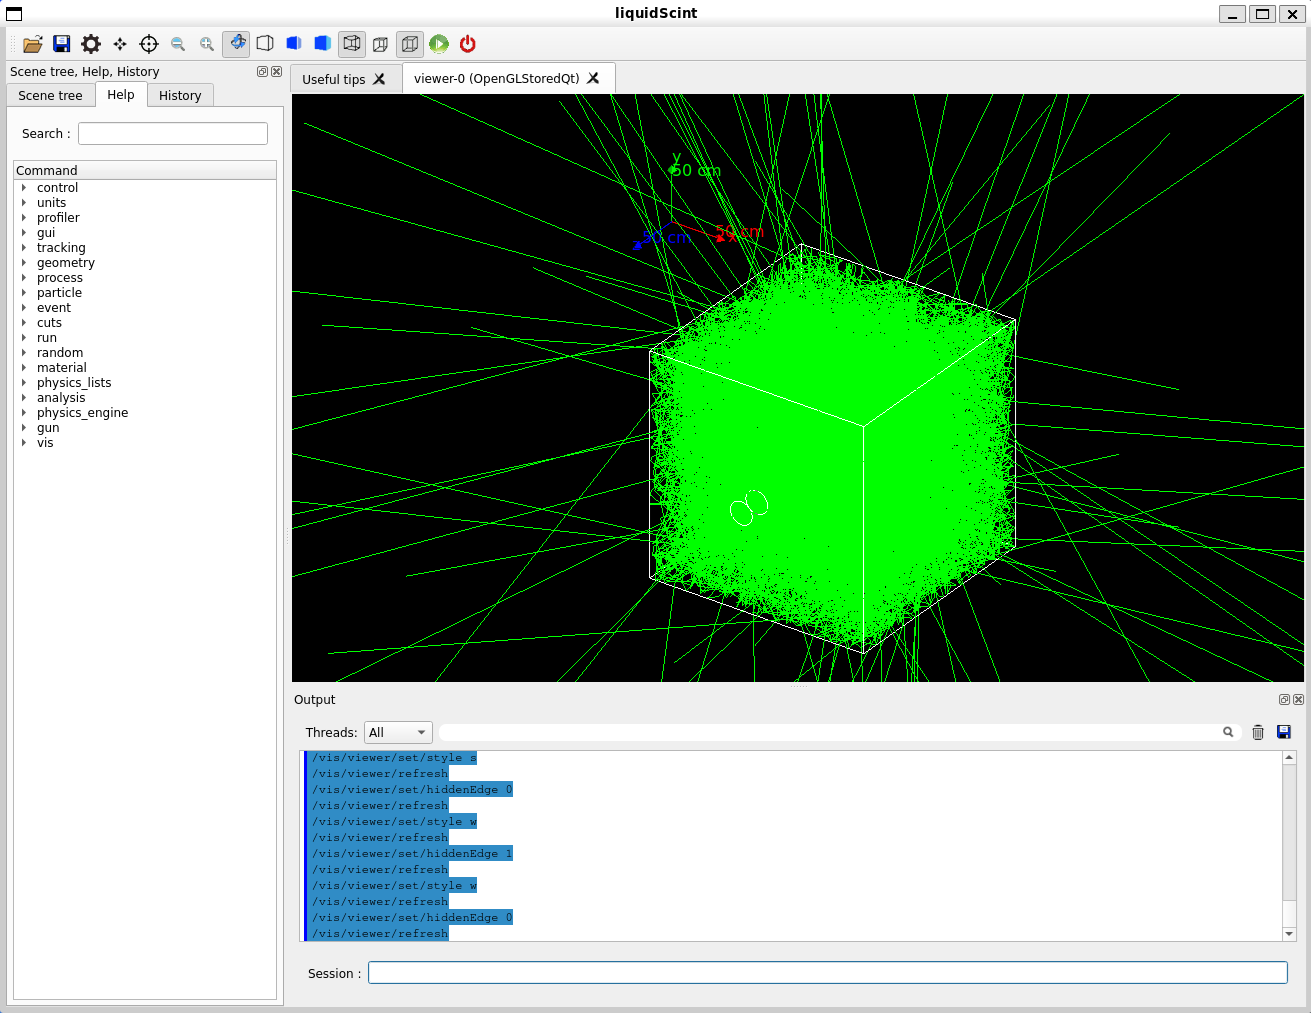 liquidScint
Scene tree, Help, History
Scene tree
Help
History
Search :
Command
control
units
profiler
gui
tracking
geometry
process
particle
event
cuts
run
random
material
physics_lists
analysis
physics_engine
gun
vis
Useful tips
viewer-0 (OpenGLStoredQt)
y
50 cm
z 50 cm
50 cm
x
Output
Threads:
All
/vis/viewer/set/style s
/vis/viewer/refresh
/vis/viewer/set/hiddenEdge 0
/vis/viewer/refresh
/vis/viewer/set/style w
/vis/viewer/refresh
/vis/viewer/set/hiddenEdge 1
/vis/viewer/refresh
/vis/viewer/set/style w
/vis/viewer/refresh
/vis/viewer/set/hiddenEdge 0
/vis/viewer/refresh
Session :